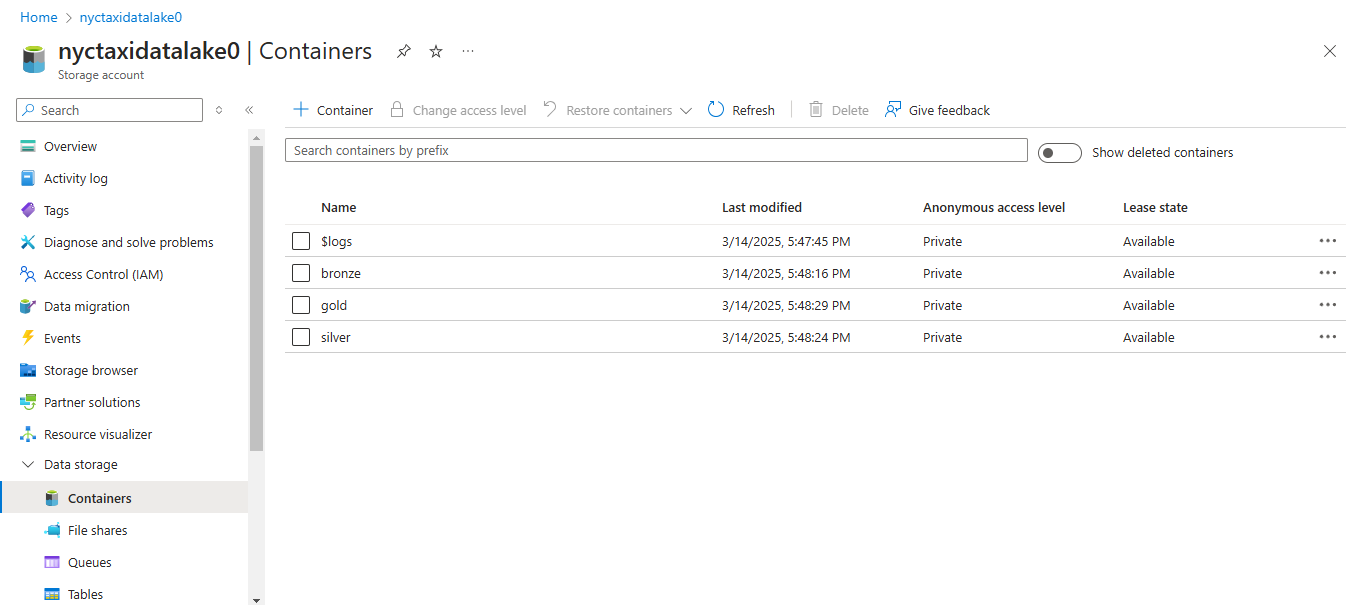 Home > nyctaxidatalake0
nyctaxidatalake0 | Containers
Storage account
Search
Container Change access level Restore containers Refresh Delete Give feedback
Search containers by prefix
Show deleted containers
Overview
Activity log
Tags
Diagnose and solve problems
Access Control (IAM)
Data migration
Events
Storage browser
Partner solutions
Resource visualizer
Data storage
Containers
File shares
Queues
Tables
Name Last modified Anonymous access level Lease state
$logs 3/14/2025, 5:47:45 PM Private Available
bronze 3/14/2025, 5:48:16 PM Private Available
gold 3/14/2025, 5:48:29 PM Private Available
silver 3/14/2025, 5:48:24 PM Private Available